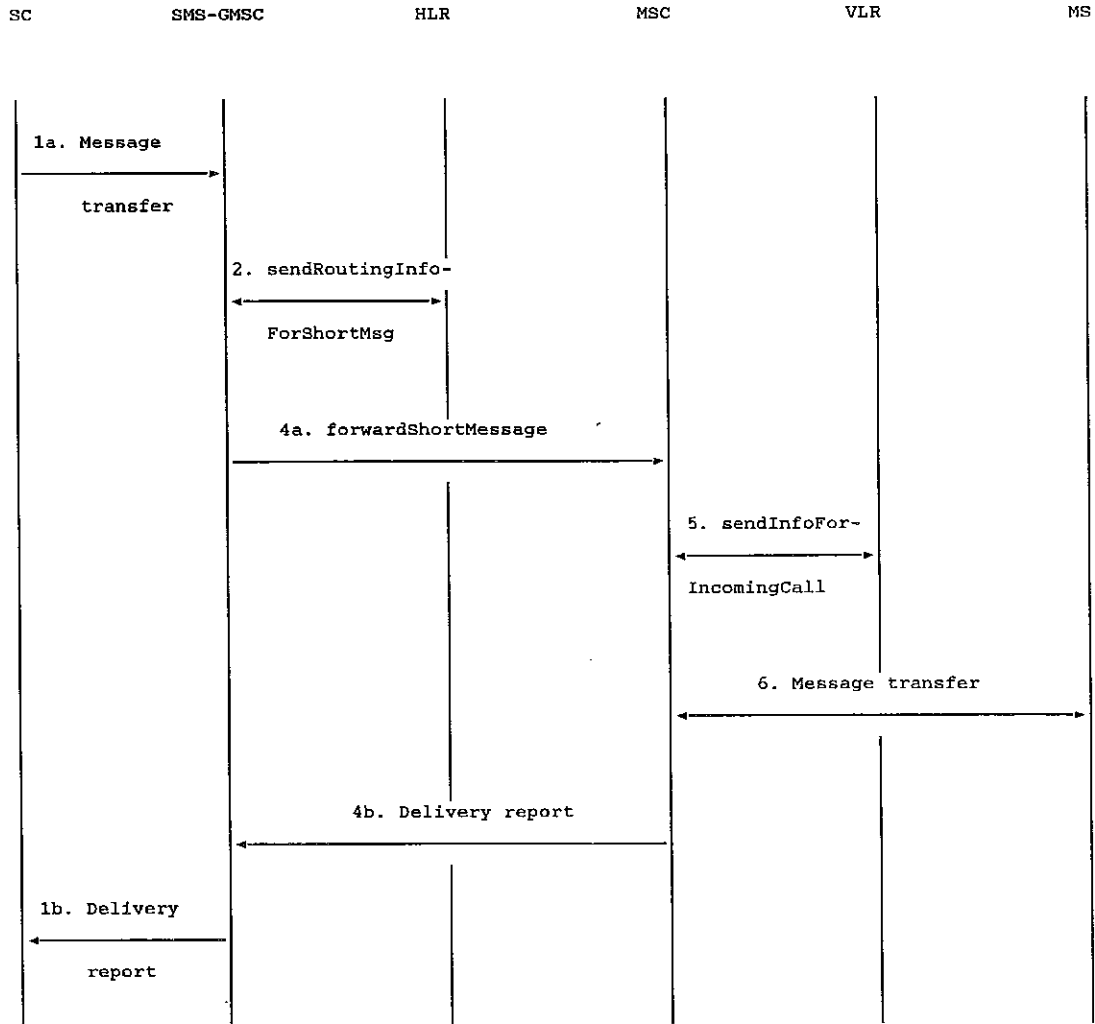 SC SMS-GMSC HLR MSC VLR MS
1a. Message
transfer
2. sendRoutingInfo-
ForShortMsg
4a. forwardShortMessage
5. sendInfoFor-
IncomingCall
6. Message transfer
4b. Delivery report
1b. Delivery
report